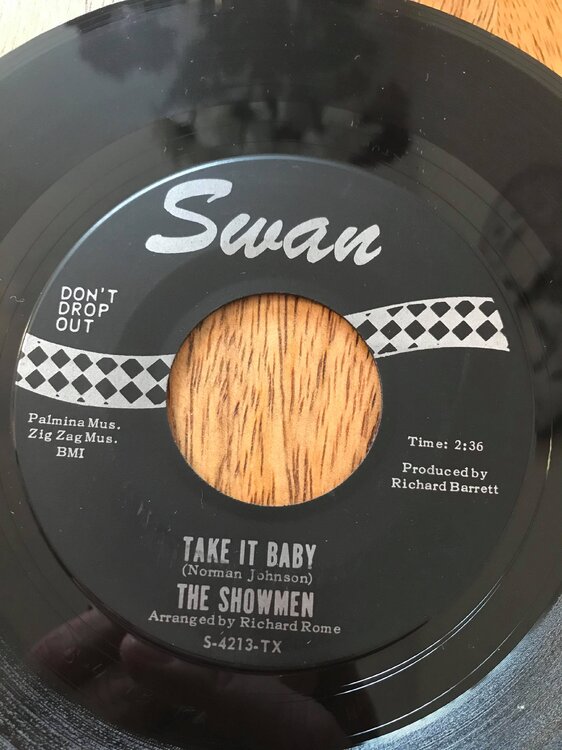 Swan
DON'T
DROP
OUT
Palmina Mus.
Zig Zag Mus.
BMI
Time: 2:36
Produced by
Richard Barrett
TAKE IT BABY
(Norman Johnson)
THE SHOWMEN
Arranged by Richard Rome
S-4213-TX